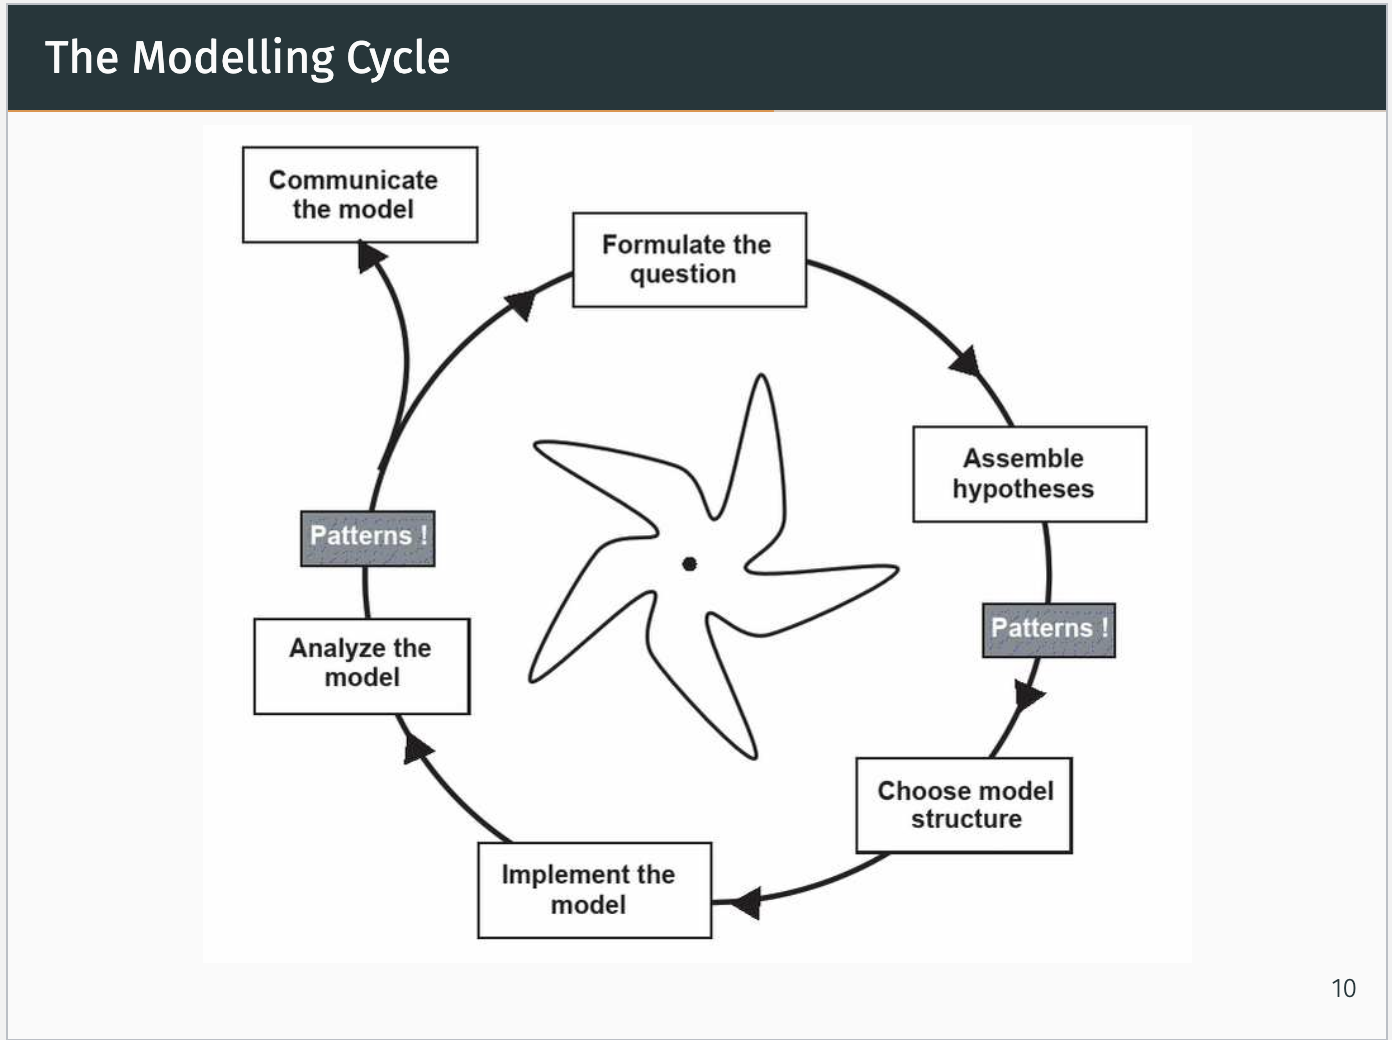 The Modelling Cycle
Communicate
the model
Formulate the
question
Assemble
hypotheses
Patterns !
Choose model
structure
Implement the
model
Analyze the
model
Patterns !
10